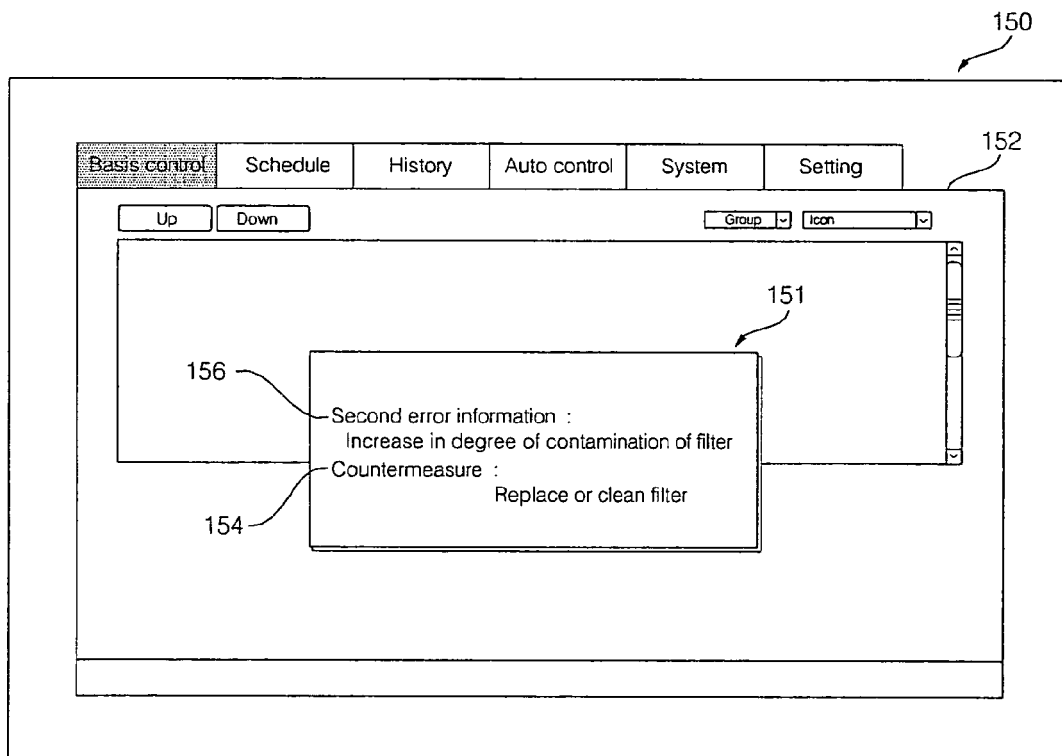 150
152
Basis control Schedule History Auto control System Setting
Up Down Group Icon
151
156
Second error information :
Increase in degree of contamination of filter
Countermeasure :
Replace or clean filter
154